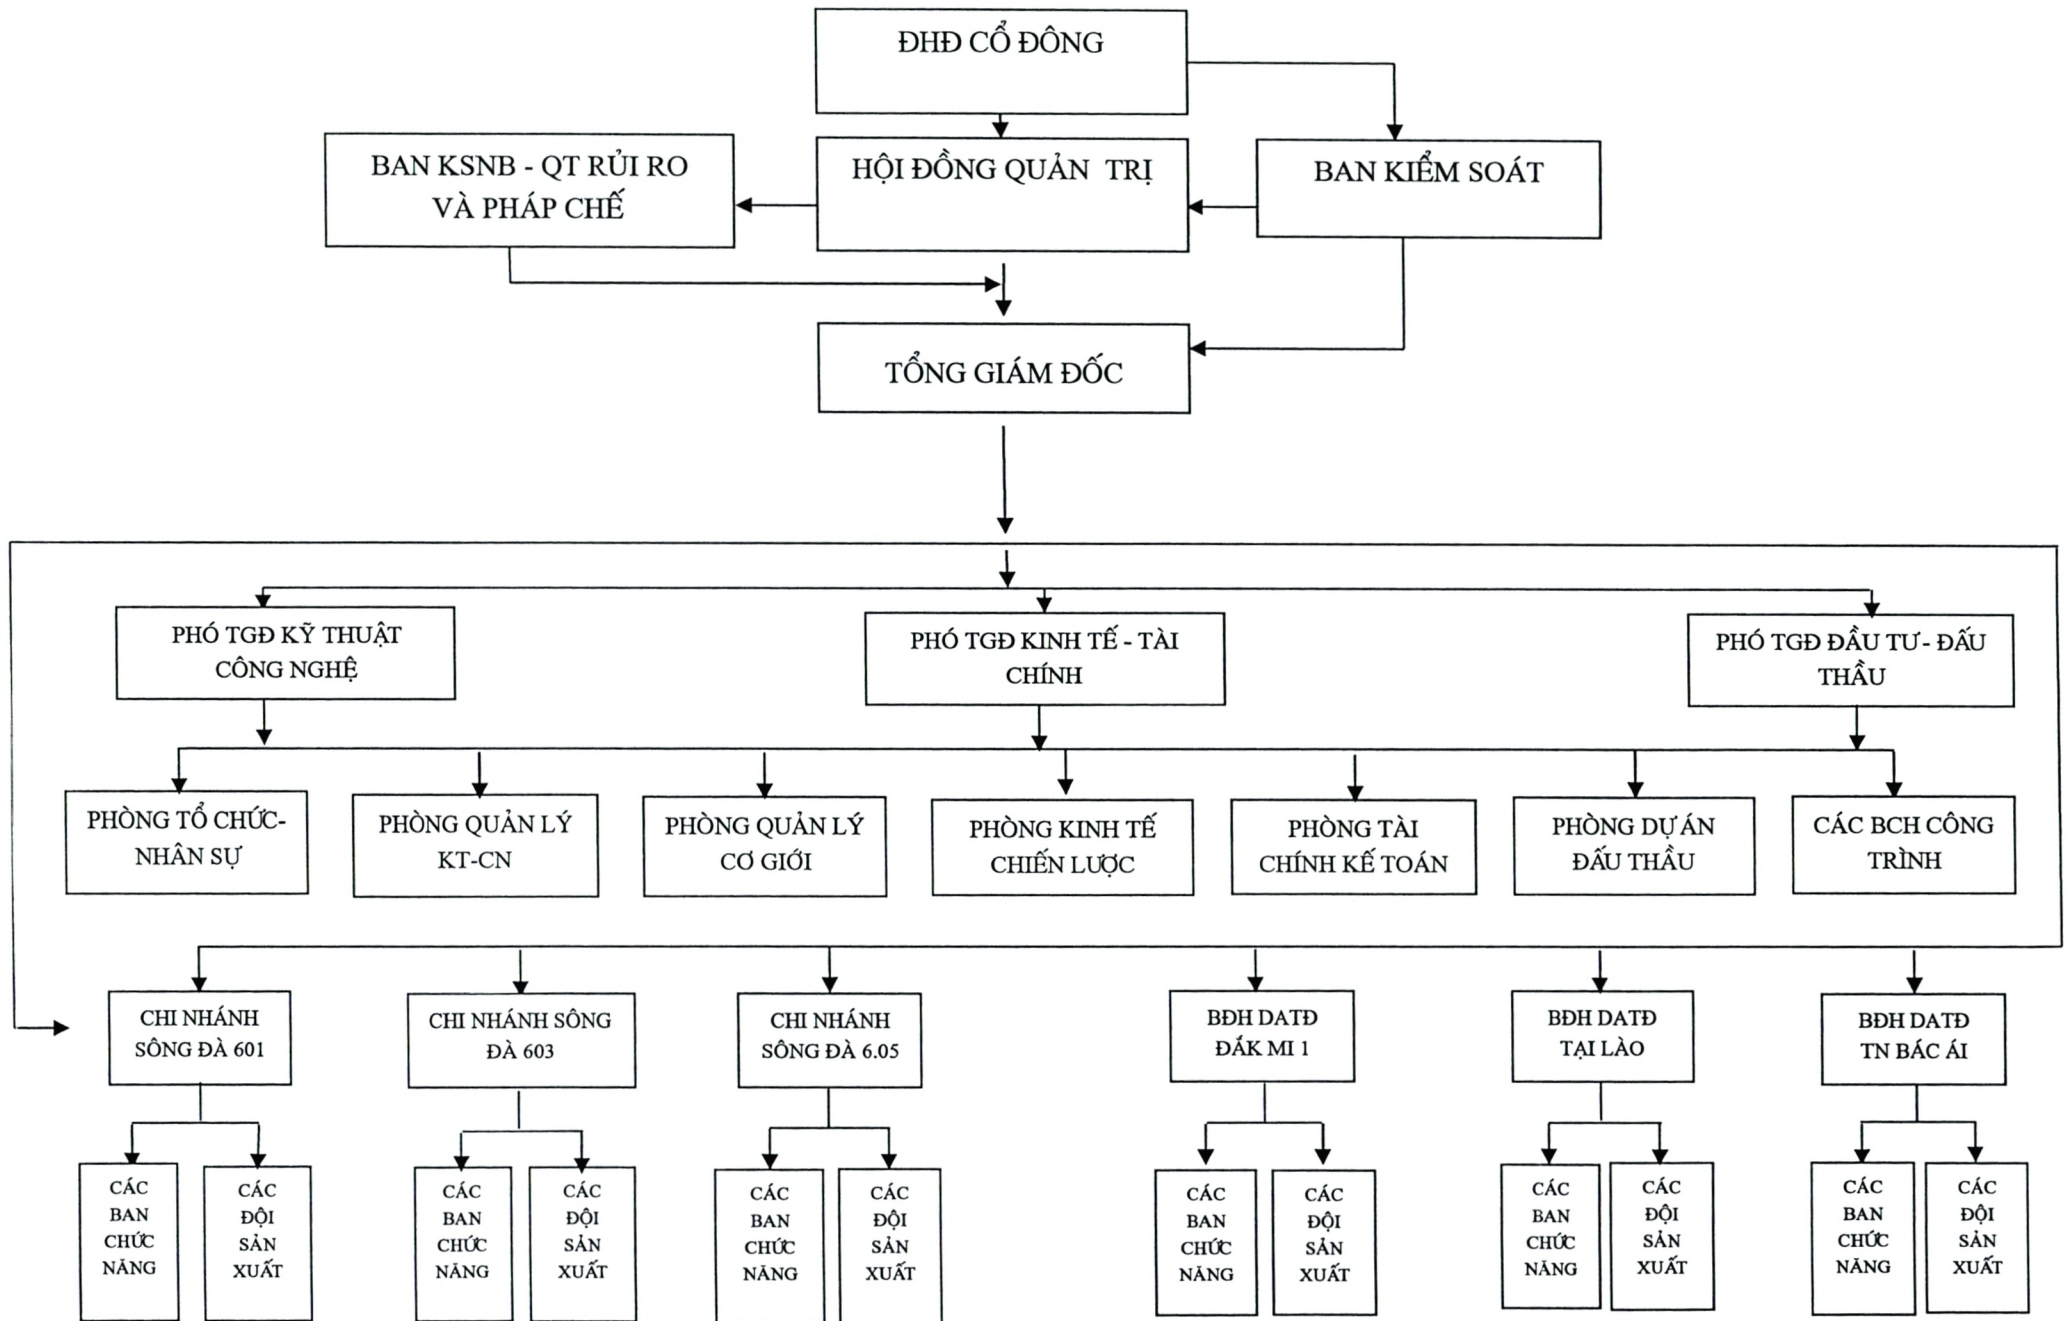 ĐHĐ CỔ ĐÔNG
BAN KSNB - QT RỦI RO
VÀ PHÁP CHẾ
HỘI ĐỒNG QUẢN TRỊ
BAN KIỂM SOÁT
TỔNG GIÁM ĐỐC
PHÓ TGĐ KỸ THUẬT
CÔNG NGHỆ
PHÓ TGĐ KINH TẾ - TÀI
CHÍNH
PHÓ TGĐ ĐẦU TƯ - ĐẤU
THẦU
PHÒNG TỔ CHỨC-
NHÂN SỰ
PHÒNG QUẢN LÝ
KT-CN
PHÒNG QUẢN LÝ
CƠ GIỚI
PHÒNG KINH TẾ
CHIẾN LƯỢC
PHÒNG TÀI
CHÍNH KẾ TOÁN
PHÒNG DỰ ÁN
ĐẤU THẦU
CÁC BCH CÔNG
TRÌNH
CHI NHÁNH
SÔNG ĐÀ 601
CHI NHÁNH SÔNG
ĐÀ 603
CHI NHÁNH
SÔNG ĐÀ 6.05
BĐH DATĐ
ĐẮK MI 1
BĐH DATĐ
TẠI LÀO
BĐH DATĐ
TN BÁC ÁI
CÁC
BAN
CHỨC
NĂNG
CÁC
ĐỘI
SẢN
XUẤT
CÁC
BAN
CHỨC
NĂNG
CÁC
ĐỘI
SẢN
XUẤT
CÁC
BAN
CHỨC
NĂNG
CÁC
ĐỘI
SẢN
XUẤT
CÁC
BAN
CHỨC
NĂNG
CÁC
ĐỘI
SẢN
XUẤT
CÁC
BAN
CHỨC
NĂNG
CÁC
ĐỘI
SẢN
XUẤT
CÁC
BAN
CHỨC
NĂNG
CÁC
ĐỘI
SẢN
XUẤT